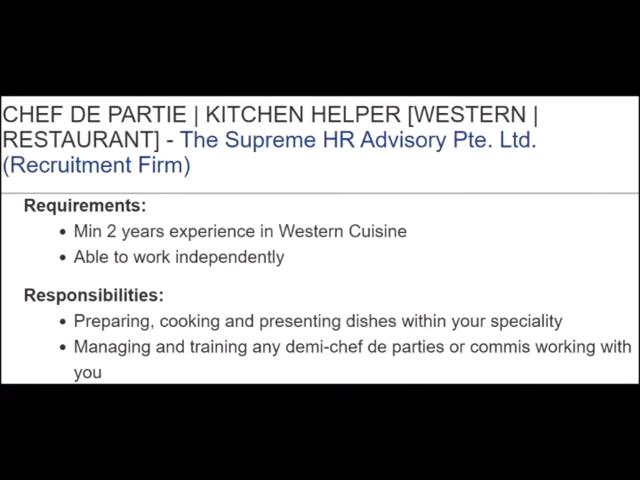 CHEF DE PARTIE | KITCHEN HELPER [WESTERN |
RESTAURANT] - The Supreme HR Advisory Pte. Ltd.
(Recruitment Firm)
Requirements:
• Min 2 years experience in Western Cuisine
• Able to work independently
Responsibilities:
• Preparing, cooking and presenting dishes within your speciality
• Managing and training any demi-chef de parties or commis working with
you